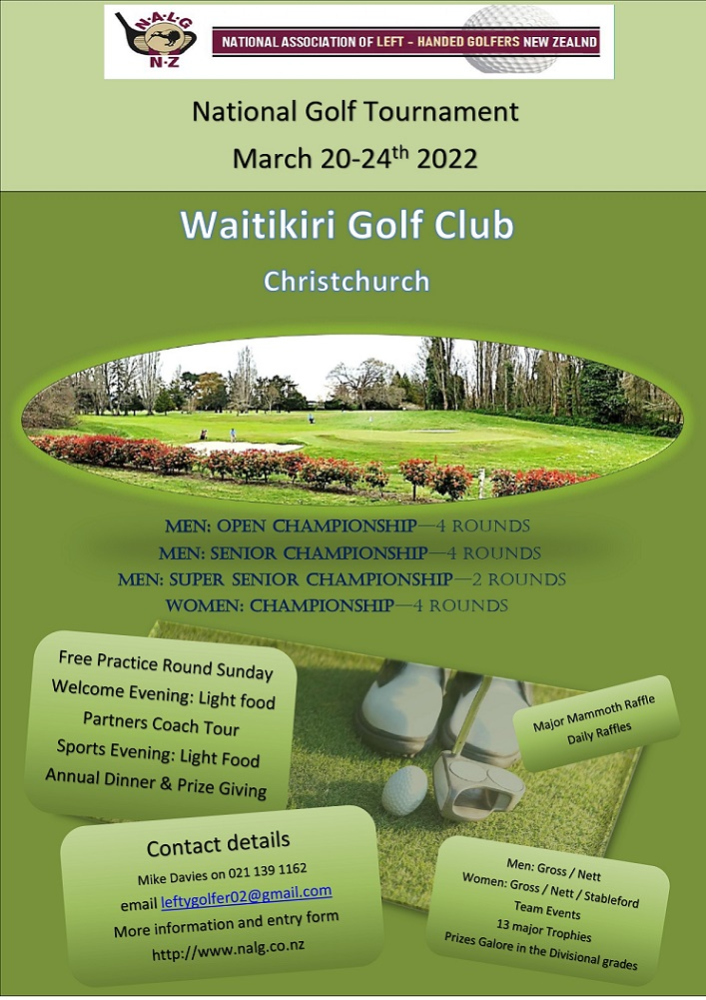 N·A·L·G
N·Z
NATIONAL ASSOCIATION OF LEFT - HANDED GOLFERS NEW ZEALND
National Golf Tournament
March 20-24th 2022
Waitikiri Golf Club
Christchurch
MEN: OPEN CHAMPIONSHIP—4 ROUNDS
MEN: SENIOR CHAMPIONSHIP—4 ROUNDS
MEN: SUPER SENIOR CHAMPIONSHIP—2 ROUNDS
WOMEN: CHAMPIONSHIP—4 ROUNDS
Free Practice Round Sunday
Welcome Evening: Light food
Partners Coach Tour
Sports Evening: Light Food
Annual Dinner & Prize Giving
Major Mammoth Raffle
Daily Raffles
Contact details
Mike Davies on 021 139 1162
email leftygolfer02@gmail.com
More information and entry form
http://www.nalg.co.nz
Men: Gross / Nett
Women: Gross / Nett / Stableford
Team Events
13 major Trophies
Prizes Galore in the Divisional grades